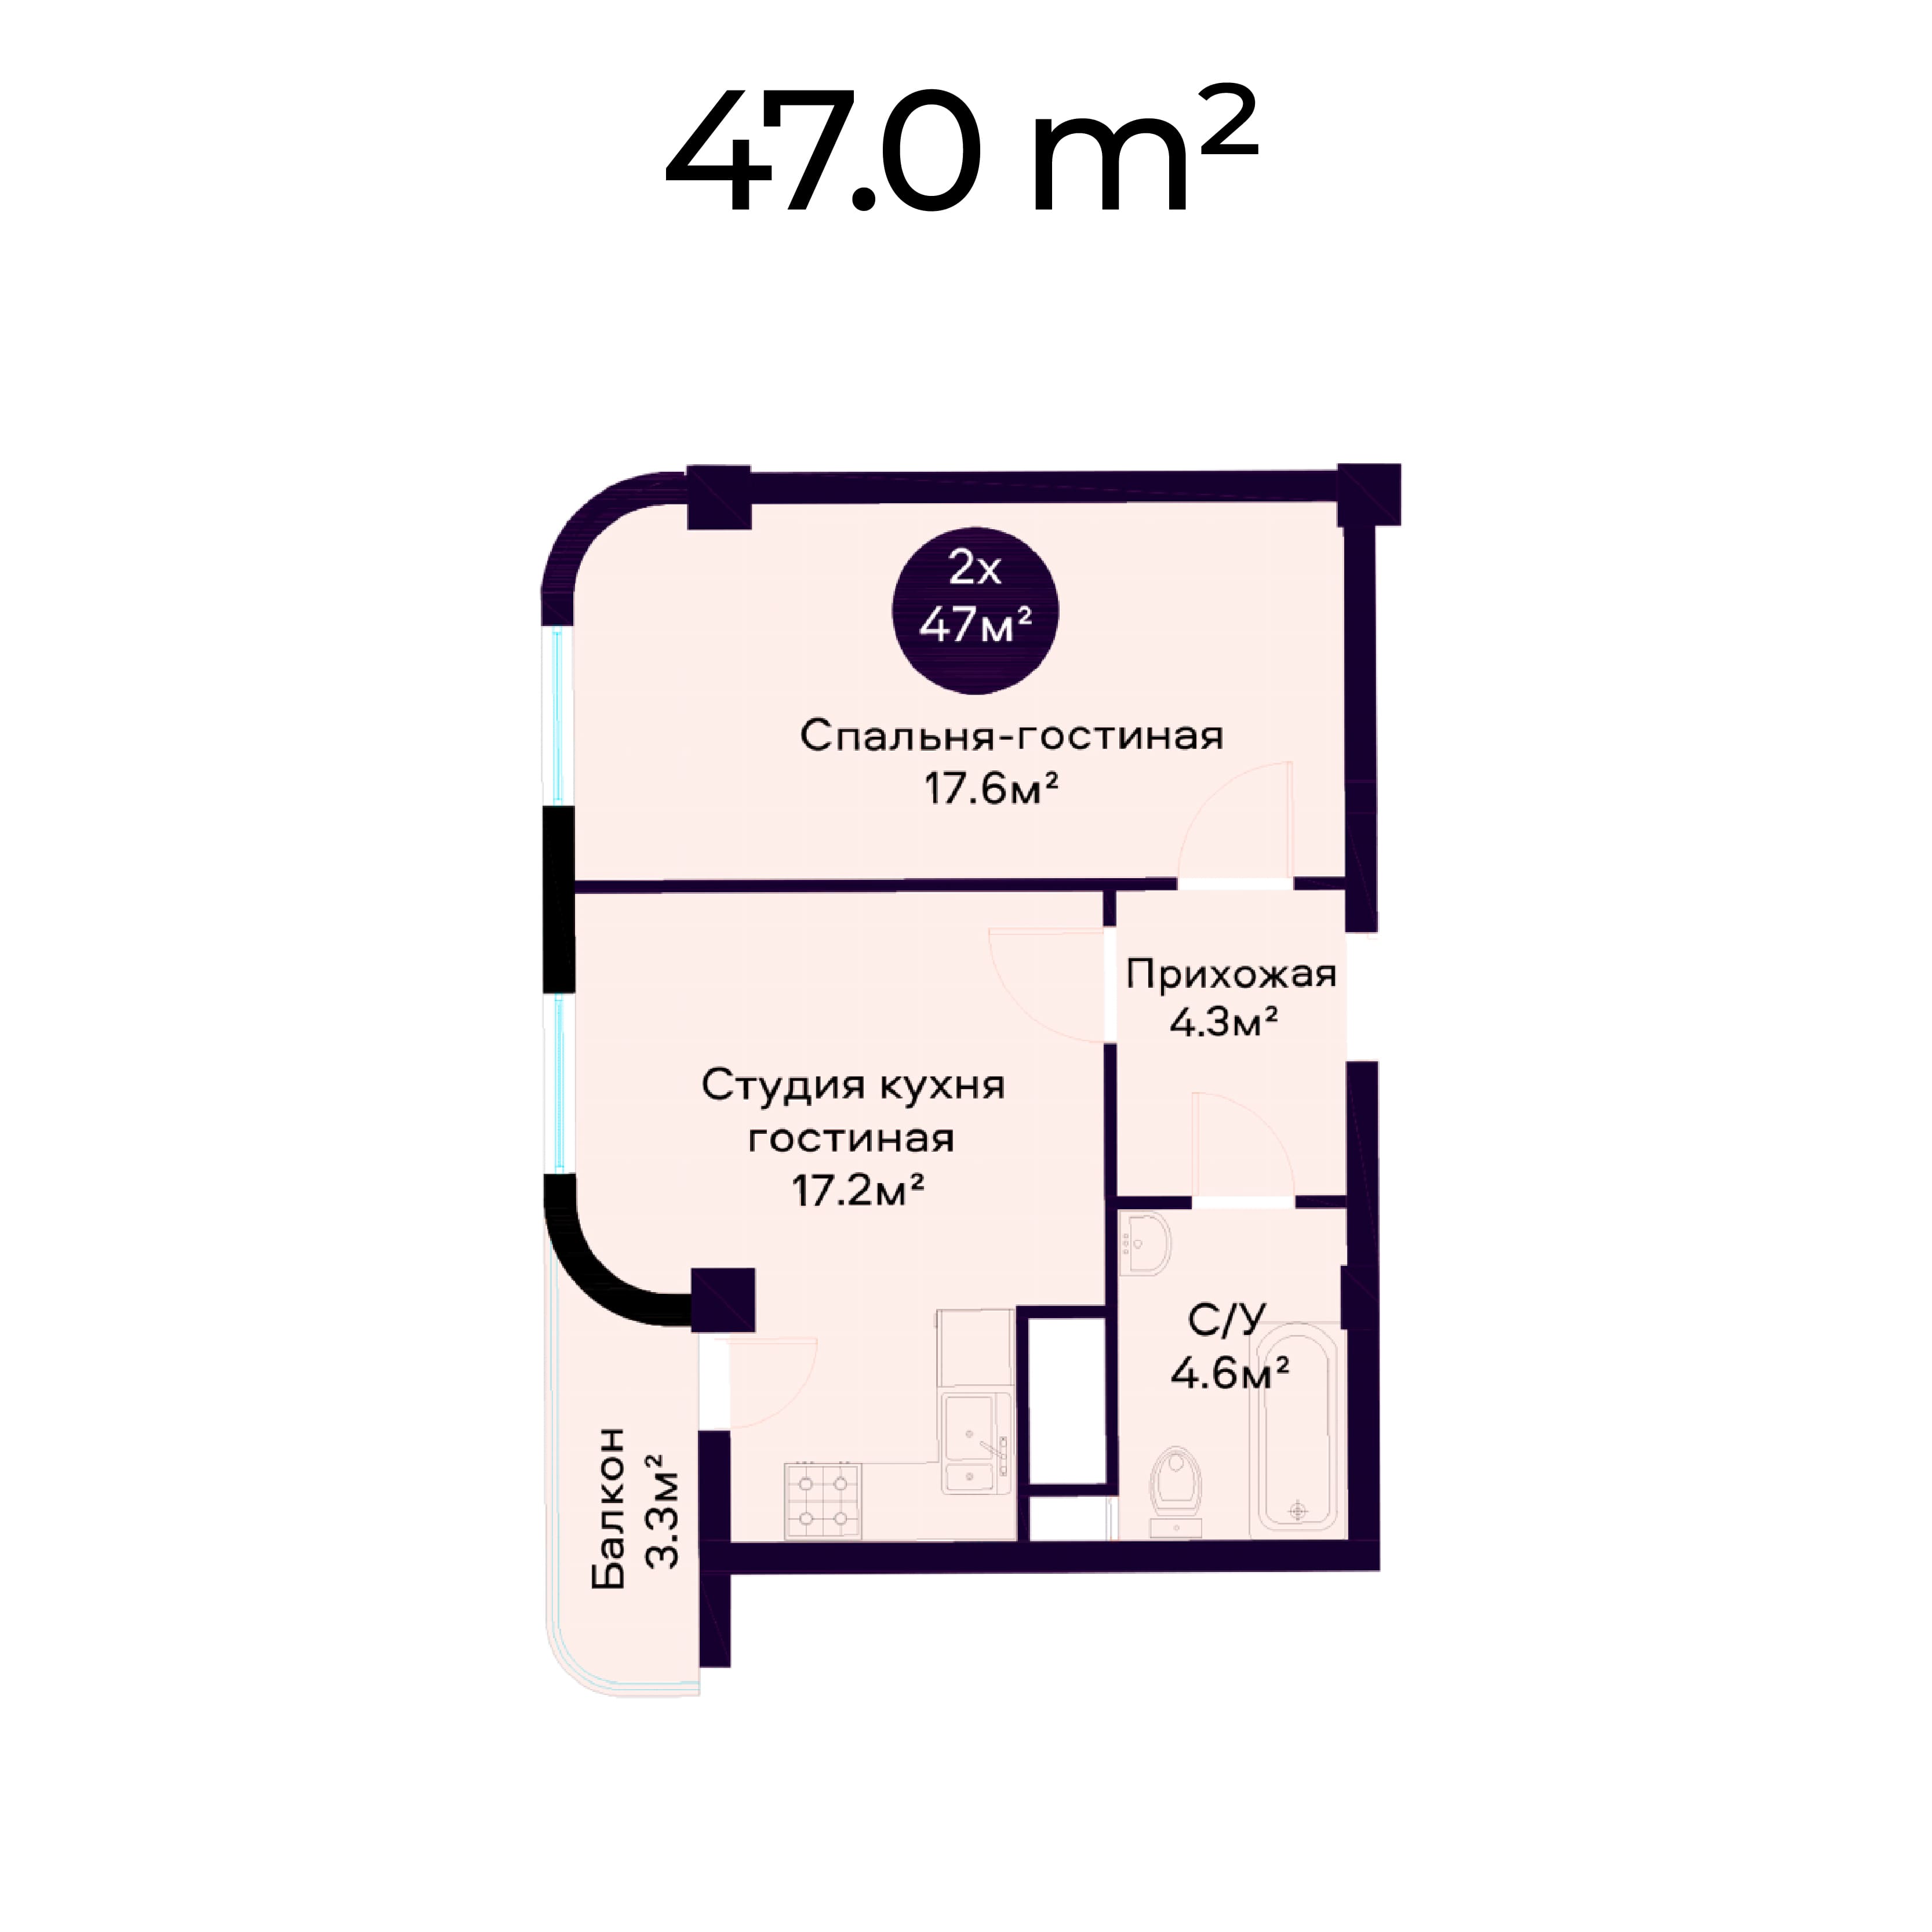 47.0 m²
2х
47м²
Спальня-гостиная
17.6м²
Прихожая
4.3м²
Студия кухня
гостиная
17.2м²
С/У
4.6м²
Балкон
3.3м²